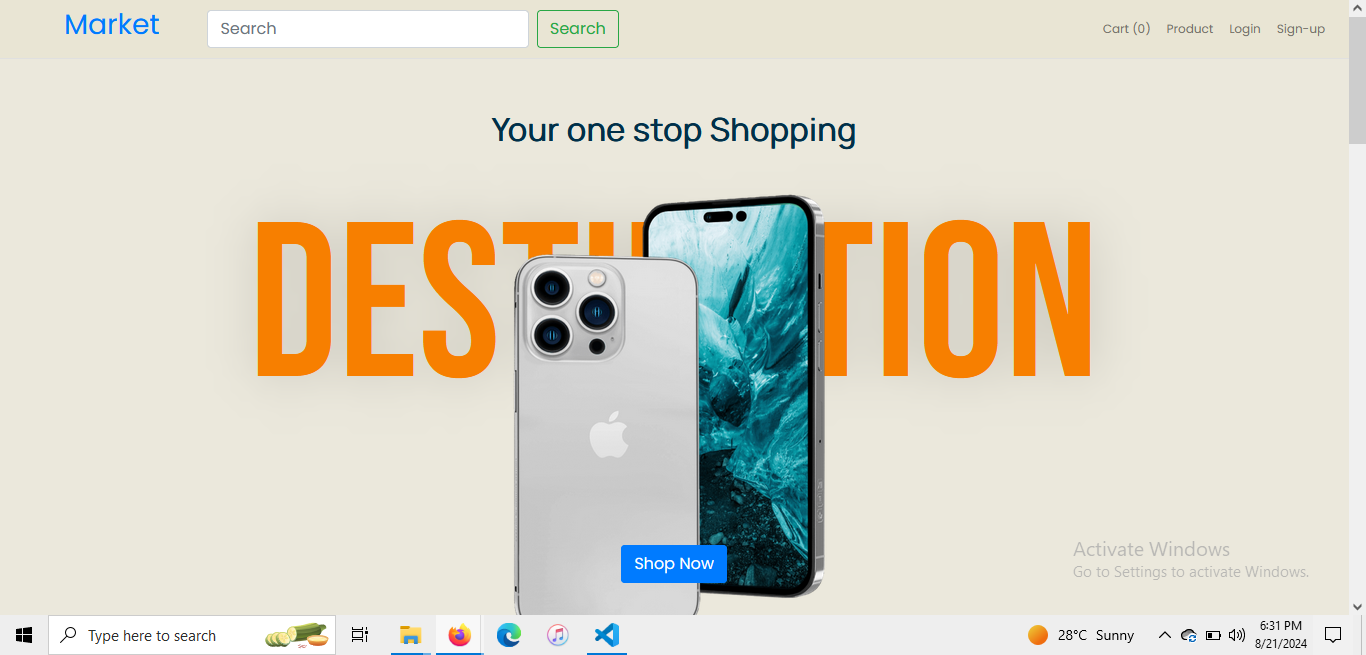 Market
Search
Search
Cart (0)
Product
Login
Sign-up
Your one stop Shopping
DESTI TION
Shop Now
Activate Windows
Go to Settings to activate Windows.
Type here to search
28°C Sunny
6:31 PM
8/21/2024